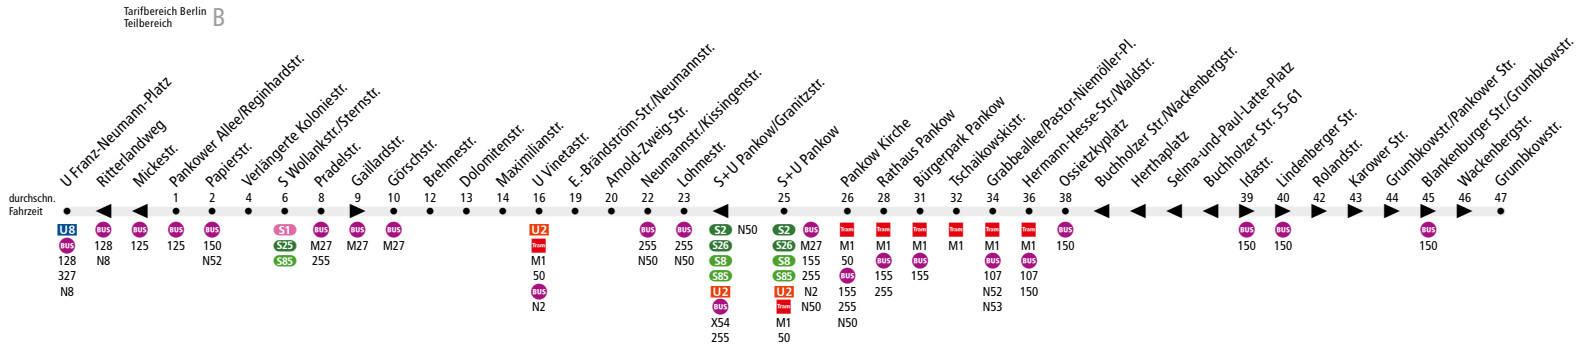 Tarifbereich Berlin
Teilbereich
B
U Franz-Neumann-Platz
Ritterlandweg
Mickestr.
Pankower Allee/Reginhardstr.
Papierstr.
Verlängerte Koloniestr.
S Wollankstr./Sternstr.
Pradelstr.
Gaillardstr.
Görschstr.
Brehmestr.
Dolomitenstr.
Maximilianstr.
U Vinetastr.
E.-Brändström-Str./Neumannstr.
Arnold-Zweig-Str.
Neumannstr./Kissingenstr.
Lohmestr.
S+U Pankow/Granitzstr.
S+U Pankow
Pankow Kirche
Rathaus Pankow
Bürgerpark Pankow
Tschaikowskistr.
Grabbeallee/Pastor-Niemöller-Pl.
Hermann-Hesse-Str./Waldstr.
Ossietzkyplatz
Buchholzer Str./Wackenbergstr.
Herthaplatz
Selma-und-Paul-Latte-Platz
Buchholzer Str. 55-61
Idastr.
Lindenberger Str.
Rolandstr.
Karower Str.
Grumbkowstr./Pankower Str.
Blankenburger Str./Grumbkowstr.
Wackenbergstr.
Grumbkowstr.
durchschn. 1 2 4 6 8 9 10 12 13 14 16 19 20 22 23 25 26 28 31 32 34 36 38 39 40 42 43 44 45 46 47
Fahrzeit
U8
BUS
128
327
N8
BUS
128
N8
BUS
125
BUS
125
BUS
150
N52
S1
S25
S85
BUS
M27
255
BUS
M27
BUS
M27
U2
Tram
M1
50
BUS
N2
BUS
255
N50
BUS
255
N50
S2 N50
S26
S8
S85
U2
BUS
X54
255
S2
S26
S8
S85
U2
Tram
M1
50
BUS
M27
155
255
N2
N50
Tram
M1
50
BUS
155
255
N50
Tram
M1
BUS
155
255
Tram
M1
BUS
155
Tram
M1
Tram
M1
BUS
107
N52
N53
Tram
M1
BUS
107
150
BUS
150
BUS
150
BUS
150
BUS
150